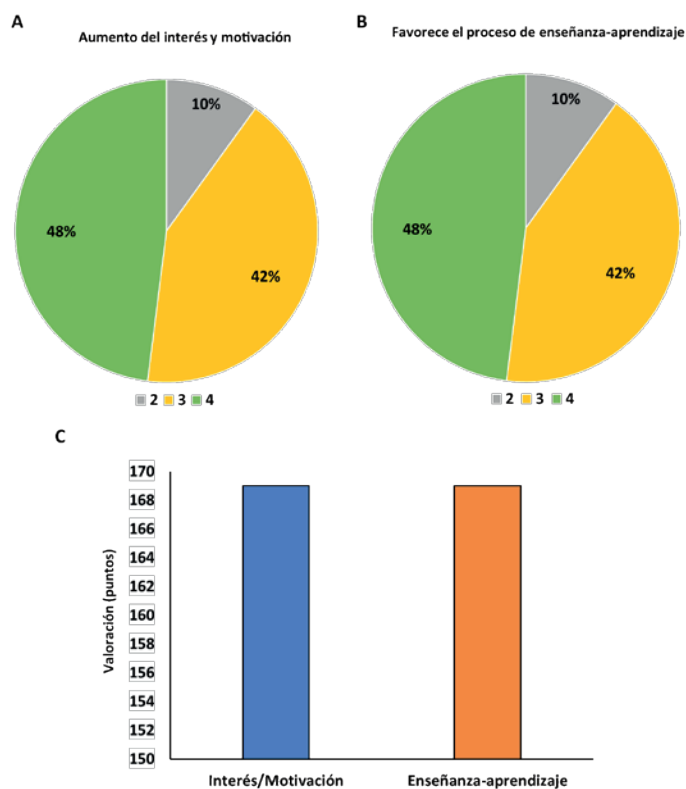 A
Aumento del interés y motivación
10%
48%
42%
2 3 4
B
Favorece el proceso de enseñanza-aprendizaje
10%
48%
42%
2 3 4
C
Valoración (puntos)
170
168
166
164
162
160
158
156
154
152
150
Interés/Motivación Enseñanza-aprendizaje